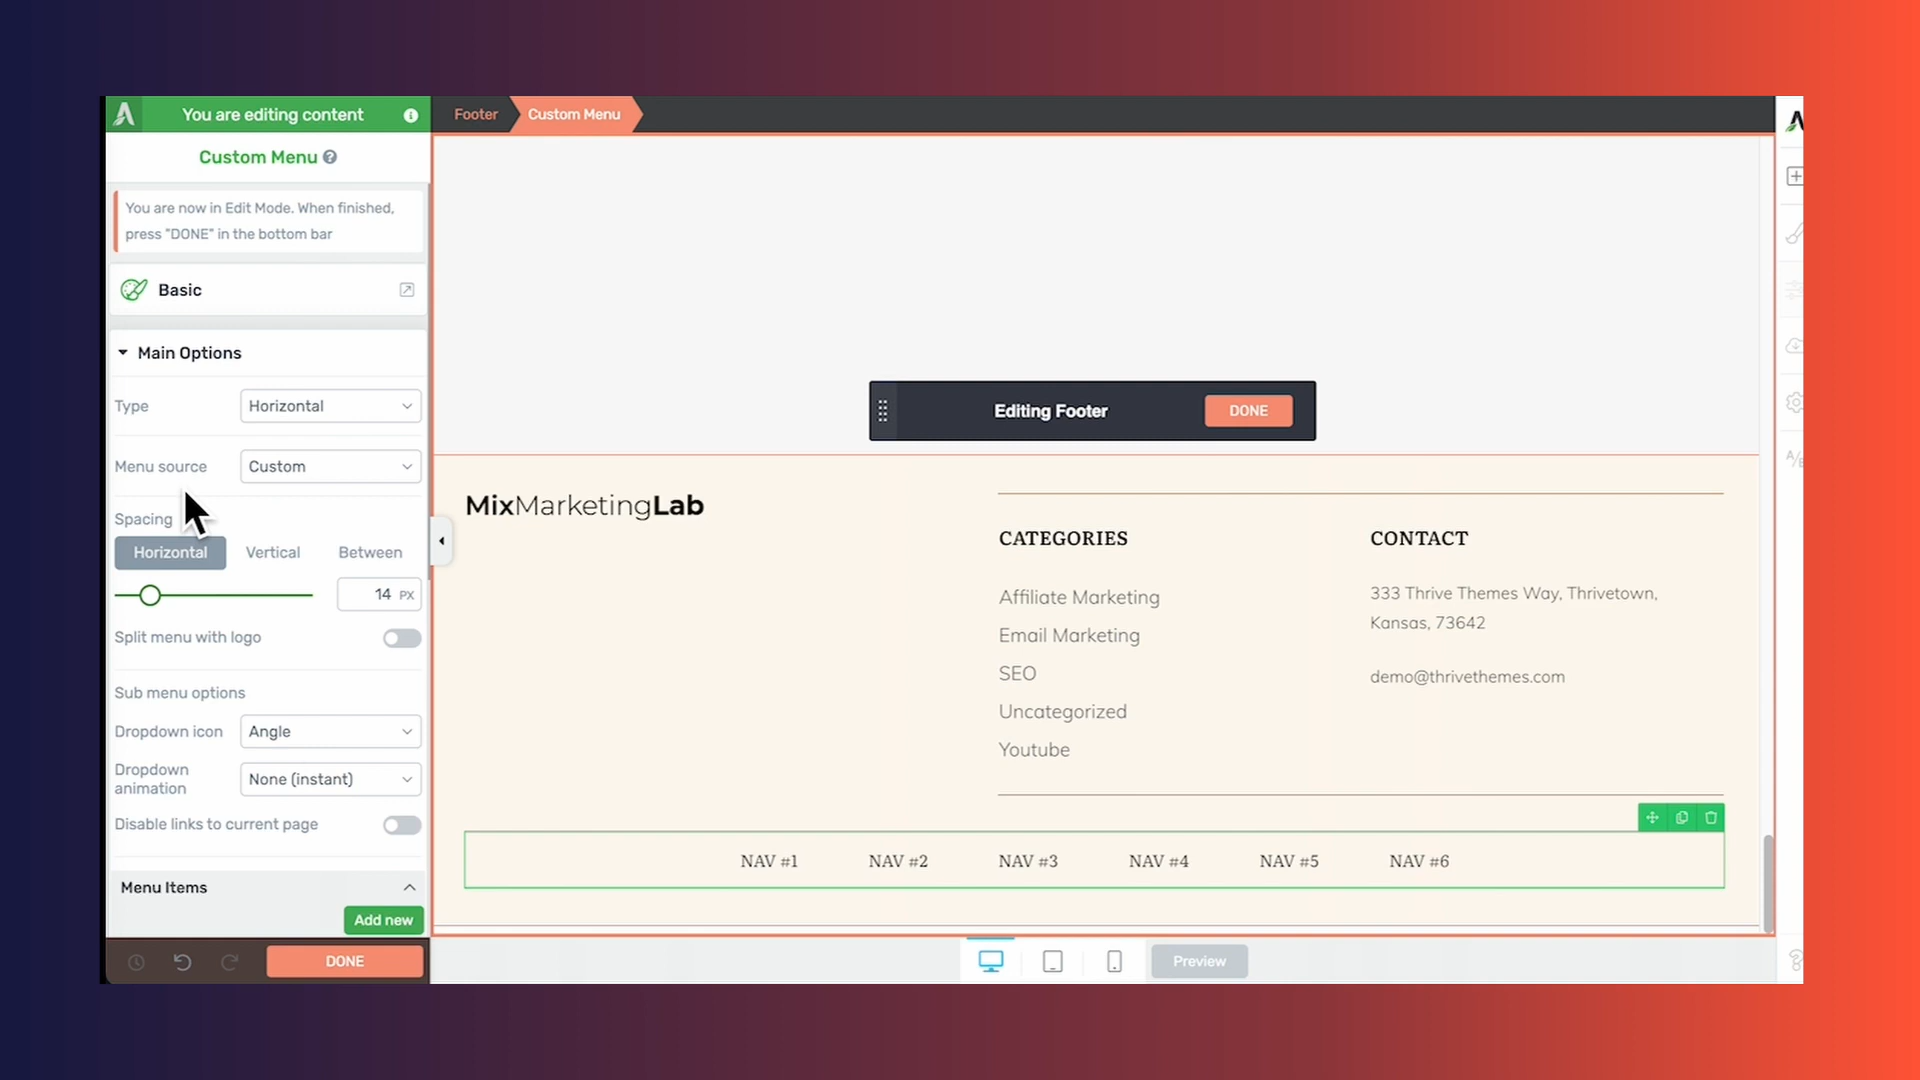 You are editing content
Footer
Custom Menu
Custom Menu
You are now in Edit Mode. When finished,
press "DONE" in the bottom bar
Basic
Main Options
Type
Horizontal
Menu source
Custom
Spacing
Horizontal
Vertical
Between
14 PX
Split menu with logo
Sub menu options
Dropdown icon
Angle
Dropdown
animation
None (instant)
Disable links to current page
Menu Items
Add new
DONE
Editing Footer
DONE
MixMarketingLab
CATEGORIES
Affiliate Marketing
Email Marketing
SEO
Uncategorized
Youtube
CONTACT
333 Thrive Themes Way, Thrivetown,
Kansas, 73642
demo@thrivethemes.com
NAV #1
NAV #2
NAV #3
NAV #4
NAV #5
NAV #6
Preview